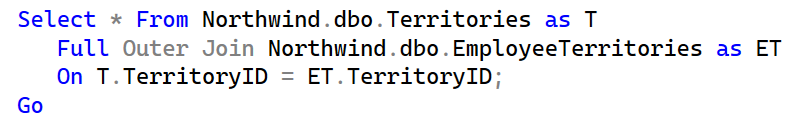 Select * From Northwind.dbo.Territories as T
Full Outer Join Northwind.dbo.EmployeeTerritories as ET
On T.TerritoryID = ET.TerritoryID;
Go